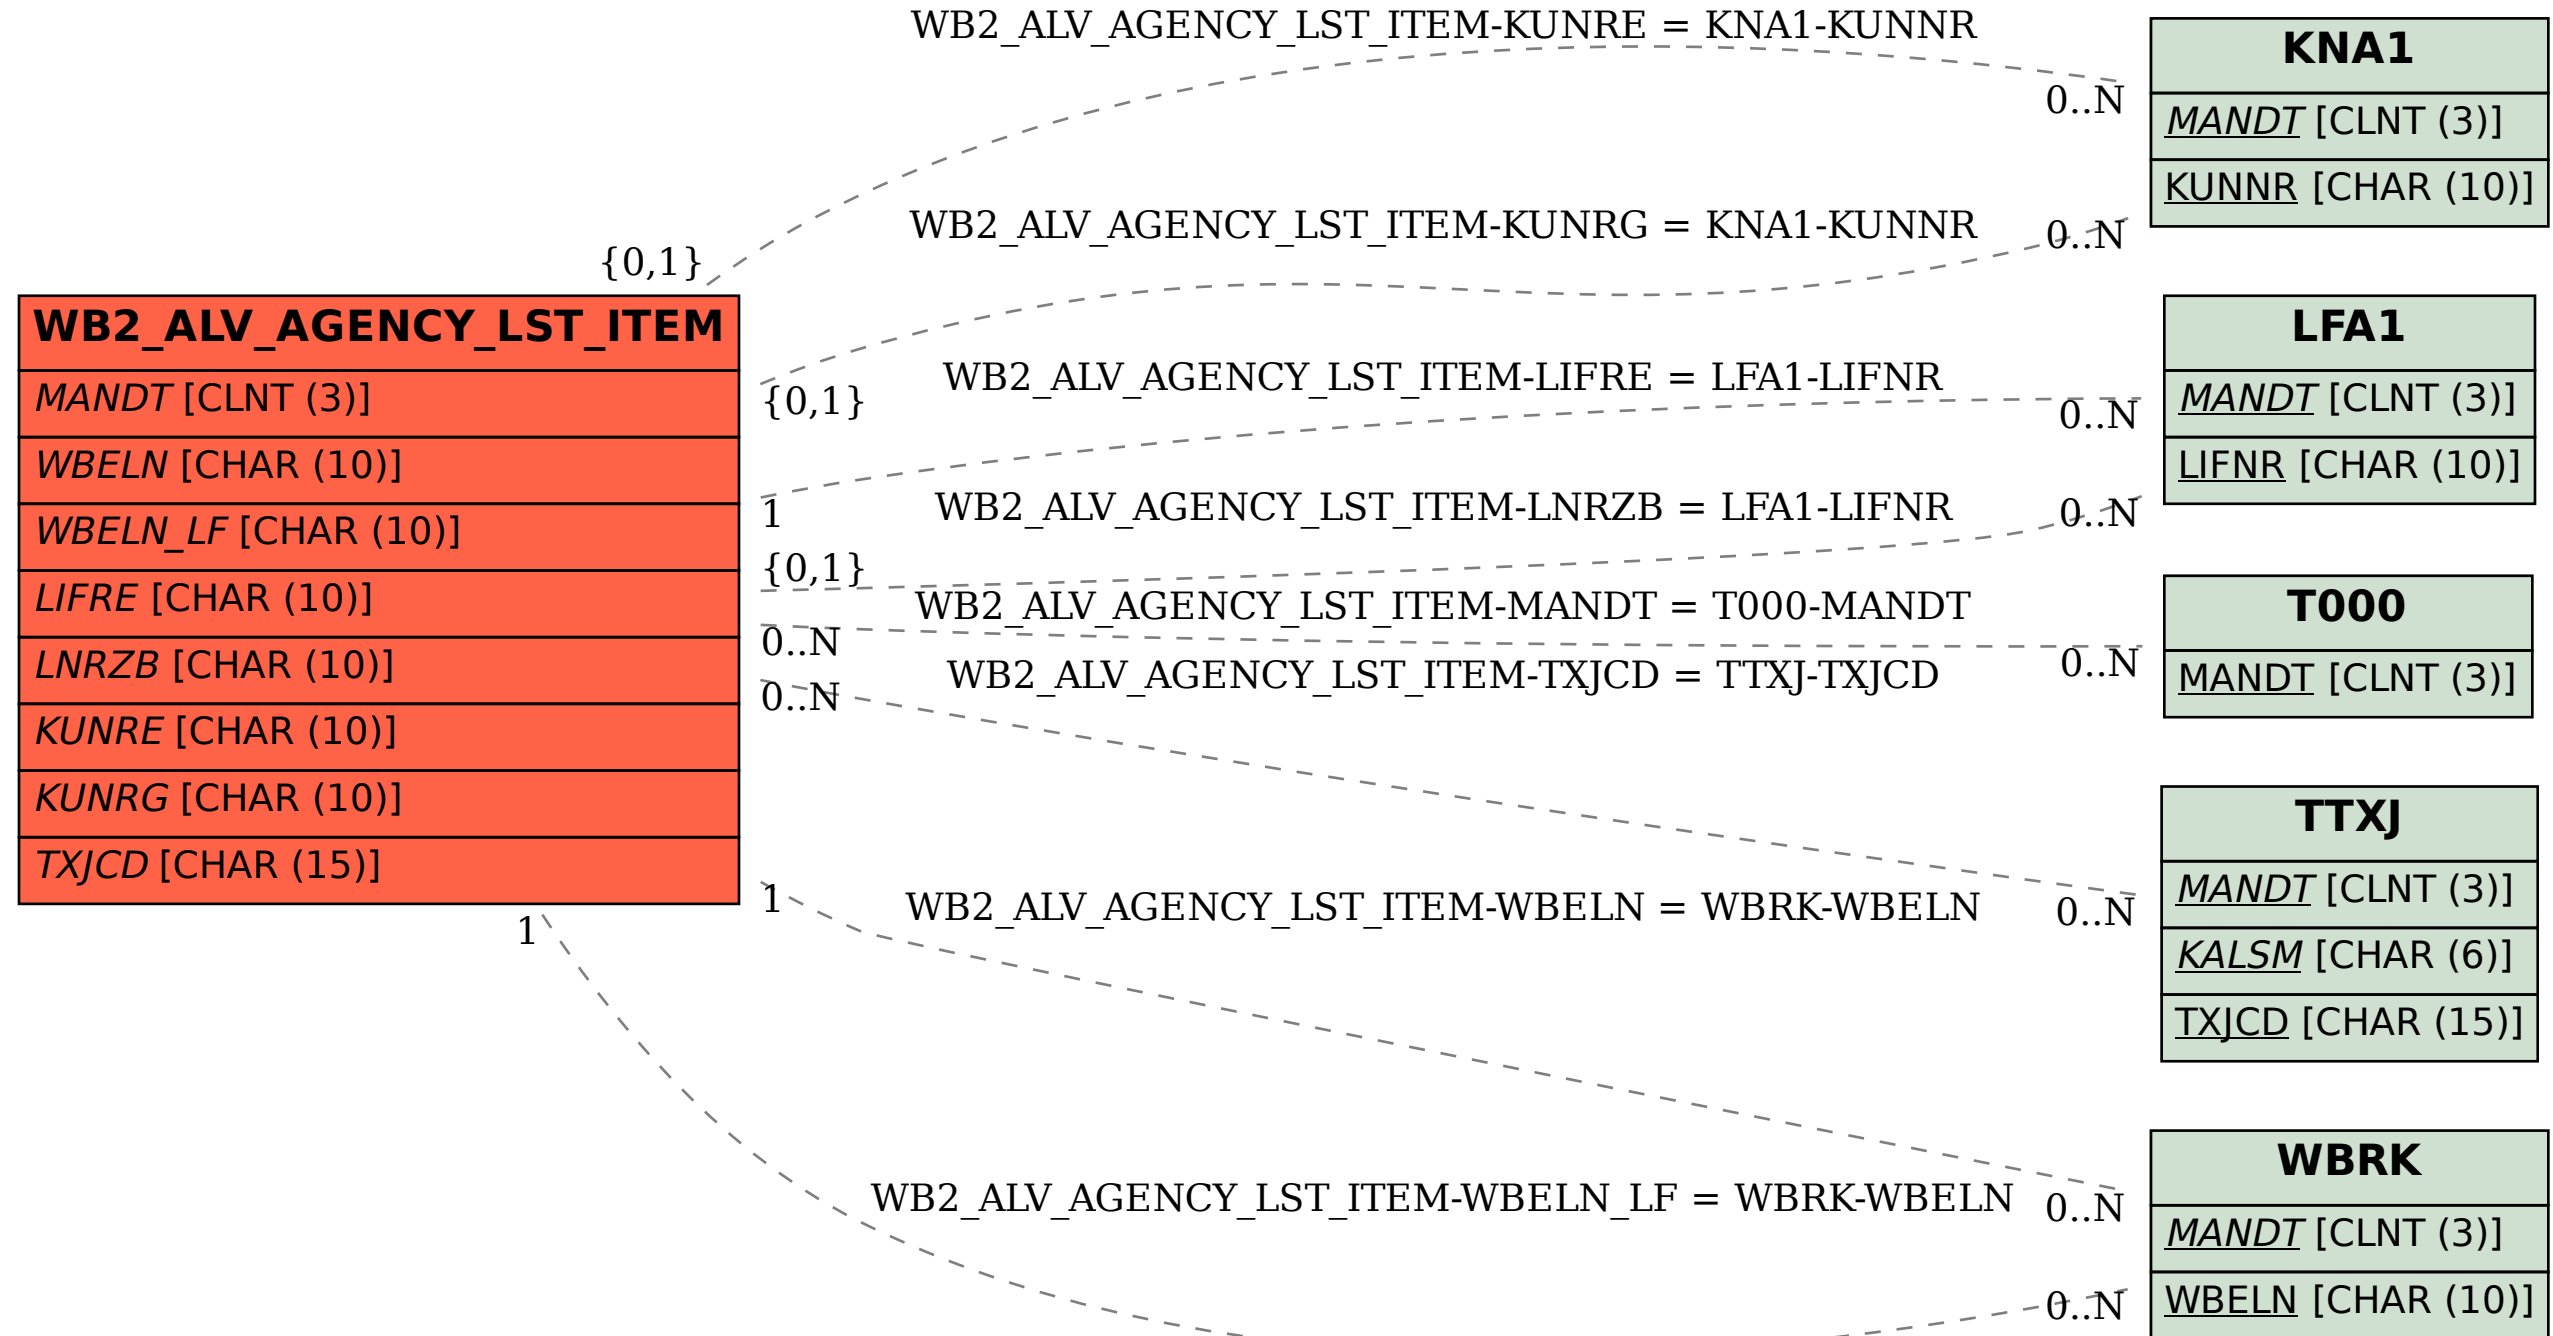 WB2_ALV_AGENCY_LST_ITEM-KUNRE = KNA1-KUNNR
0..N
{0,1}
WB2_ALV_AGENCY_LST_ITEM-KUNRG = KNA1-KUNNR
0..N
{0,1}
WB2_ALV_AGENCY_LST_ITEM-LIFRE = LFA1-LIFNR
0..N
1
WB2_ALV_AGENCY_LST_ITEM-LNRZB = LFA1-LIFNR
0..N
{0,1}
WB2_ALV_AGENCY_LST_ITEM-MANDT = T000-MANDT
0..N
0..N
WB2_ALV_AGENCY_LST_ITEM-TXJCD = TTXJ-TXJCD
0..N
0..N
WB2_ALV_AGENCY_LST_ITEM-WBELN = WBRK-WBELN
0..N
1
WB2_ALV_AGENCY_LST_ITEM-WBELN_LF = WBRK-WBELN
0..N
1
WB2_ALV_AGENCY_LST_ITEM
MANDT [CLNT (3)]
WBELN [CHAR (10)]
WBELN_LF [CHAR (10)]
LIFRE [CHAR (10)]
LNRZB [CHAR (10)]
KUNRE [CHAR (10)]
KUNRG [CHAR (10)]
TXJCD [CHAR (15)]
KNA1
MANDT [CLNT (3)]
KUNNR [CHAR (10)]
LFA1
MANDT [CLNT (3)]
LIFNR [CHAR (10)]
T000
MANDT [CLNT (3)]
TTXJ
MANDT [CLNT (3)]
KALSM [CHAR (6)]
TXJCD [CHAR (15)]
WBRK
MANDT [CLNT (3)]
WBELN [CHAR (10)]